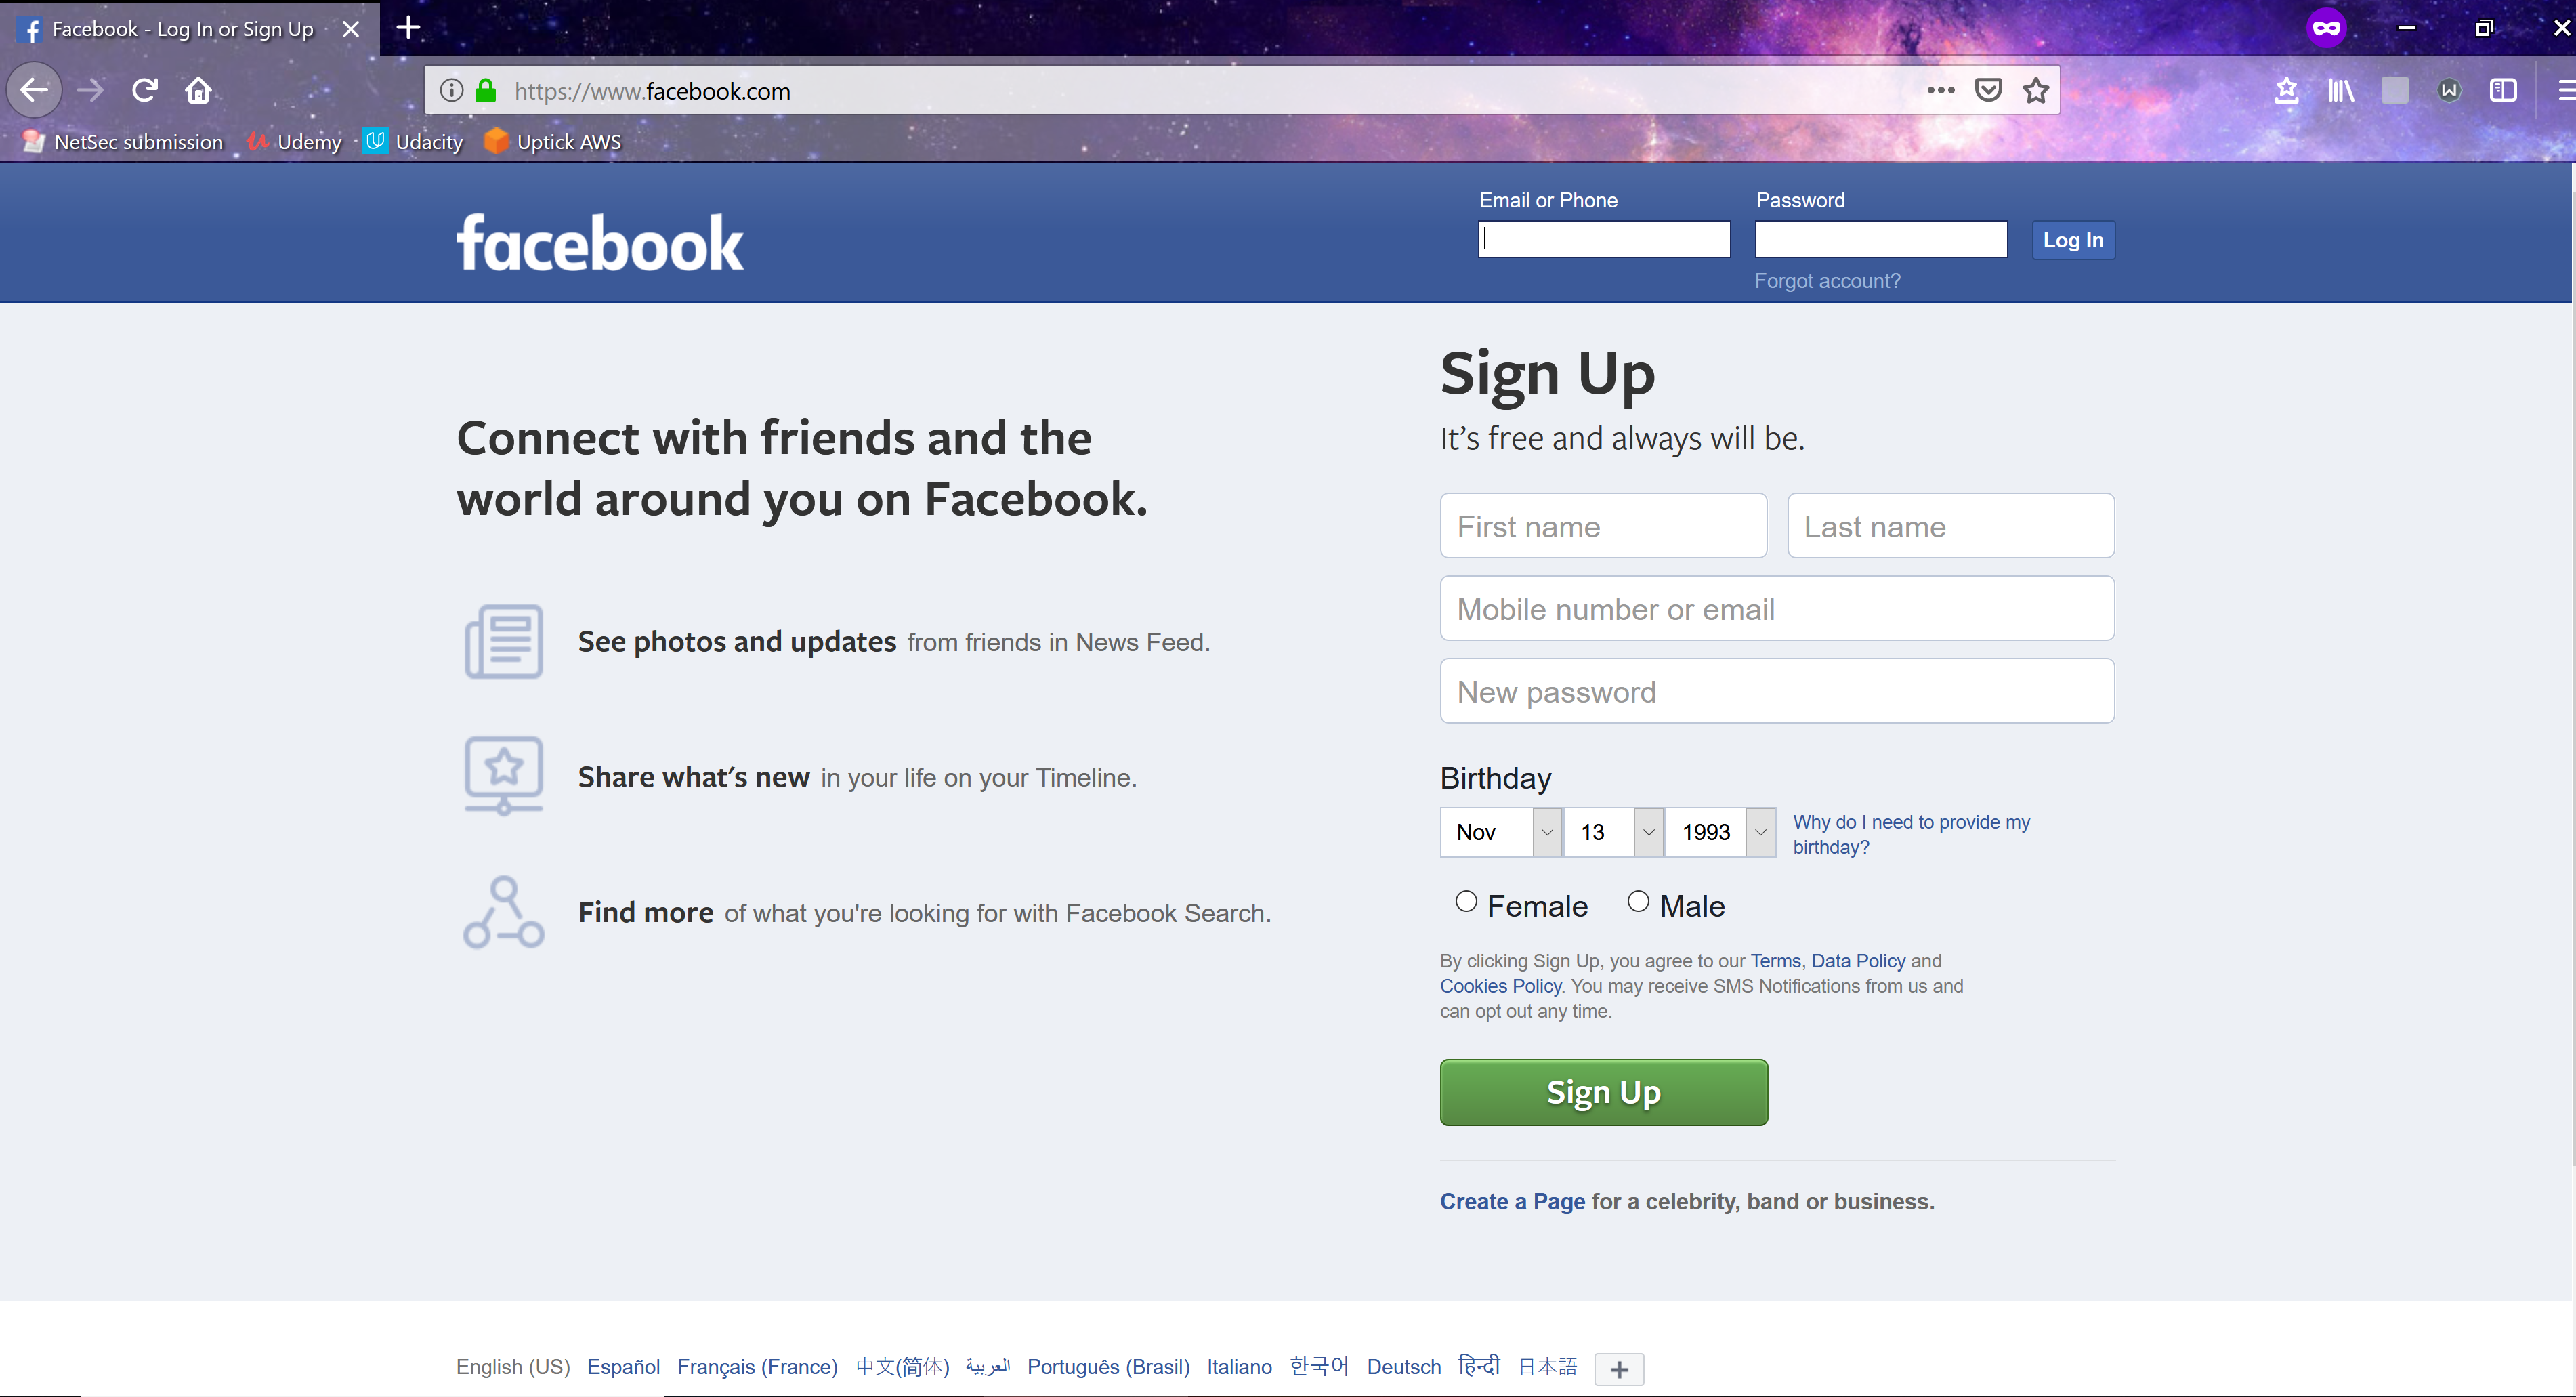 Facebook - Log In or Sign Up
https://www.facebook.com
NetSec submission Udemy Udacity Uptick AWS
facebook
Email or Phone
Password
Log In
Forgot account?
Connect with friends and the
world around you on Facebook.
See photos and updates from friends in News Feed.
Share what's new in your life on your Timeline.
Find more of what you're looking for with Facebook Search.
Sign Up
It's free and always will be.
First name
Last name
Mobile number or email
New password
Birthday
Nov 13 1993
Why do I need to provide my
birthday?
Female Male
By clicking Sign Up, you agree to our Terms, Data Policy and
Cookies Policy. You may receive SMS Notifications from us and
can opt out any time.
Sign Up
Create a Page for a celebrity, band or business.
English (US) Español Français (France) 中文(简体) العربية Português (Brasil) Italiano 한국어 Deutsch हिन्दी 日本語 +